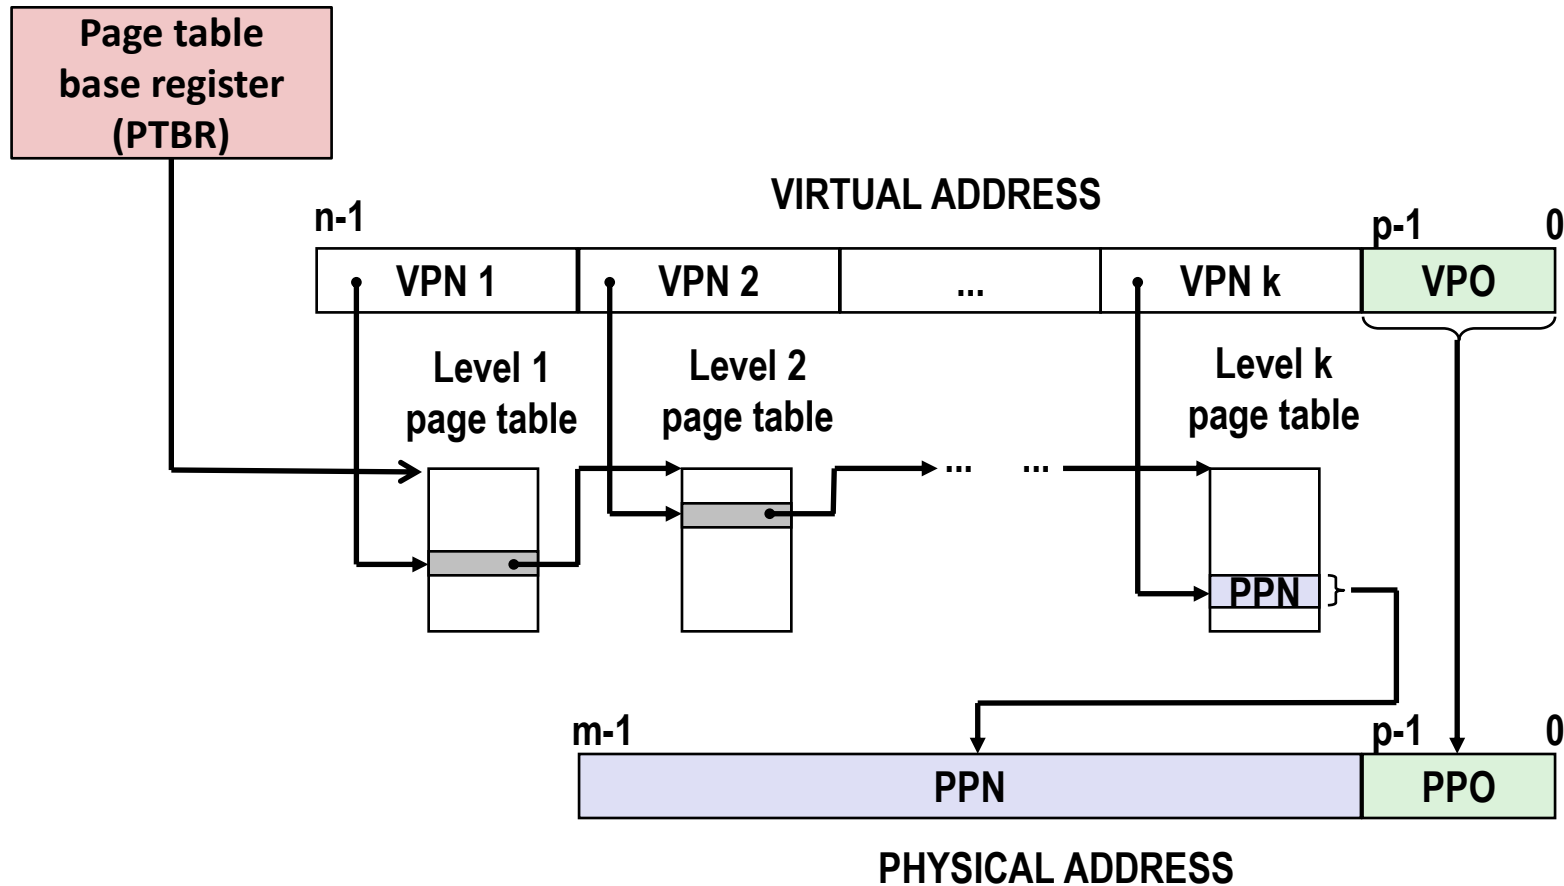 Page table
base register
(PTBR)
VIRTUAL ADDRESS
n-1
p-1
0
VPN 1
VPN 2
...
VPN k
VPO
Level 1
page table
Level 2
page table
Level k
page table
...
...
PPN
m-1
p-1
0
PPN
PPO
PHYSICAL ADDRESS